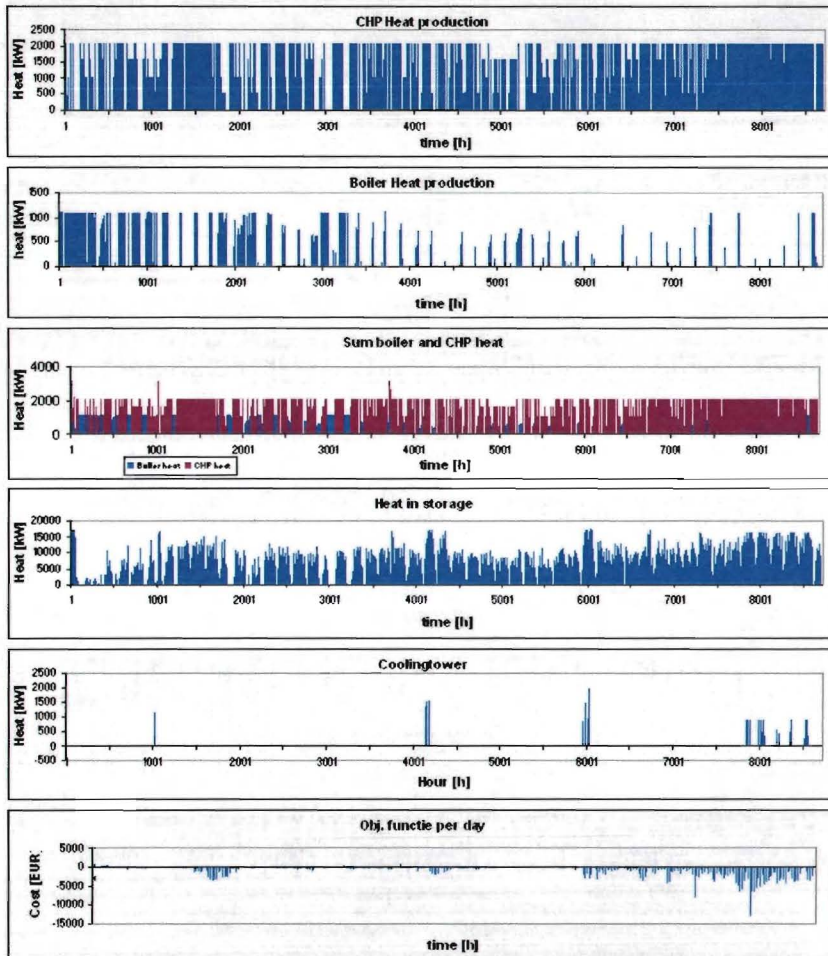 CHP Heat production
Heat [kW]
2500
2000
1500
1000
500
0
1 1001 2001 3001 4001 5001 6001 7001 8001
time [h]
Boiler Heat production
heat [kW]
500
000
500
0
1 1001 2001 3001 4001 5001 6001 7001 8001
time [h]
Sum boiler and CHP heat
Heat [kW]
4000
2000
0
1 1001 2001 3001 4001 5001 6001 7001 8001
time [h]
Boiler heat CHP heat
Heat in storage
Heat [kW]
20000
15000
10000
5000
0
1 1001 2001 3001 4001 5001 6001 7001 8001
time [h]
Coolingtower
Heat [kW]
2500
2000
1500
1000
500
0
-500
1 1001 2001 3001 4001 5001 6001 7001 8001
Hour [h]
Obj. functie per day
Cost [EUR]
5000
0
-5000
-10000
-15000
time [h]